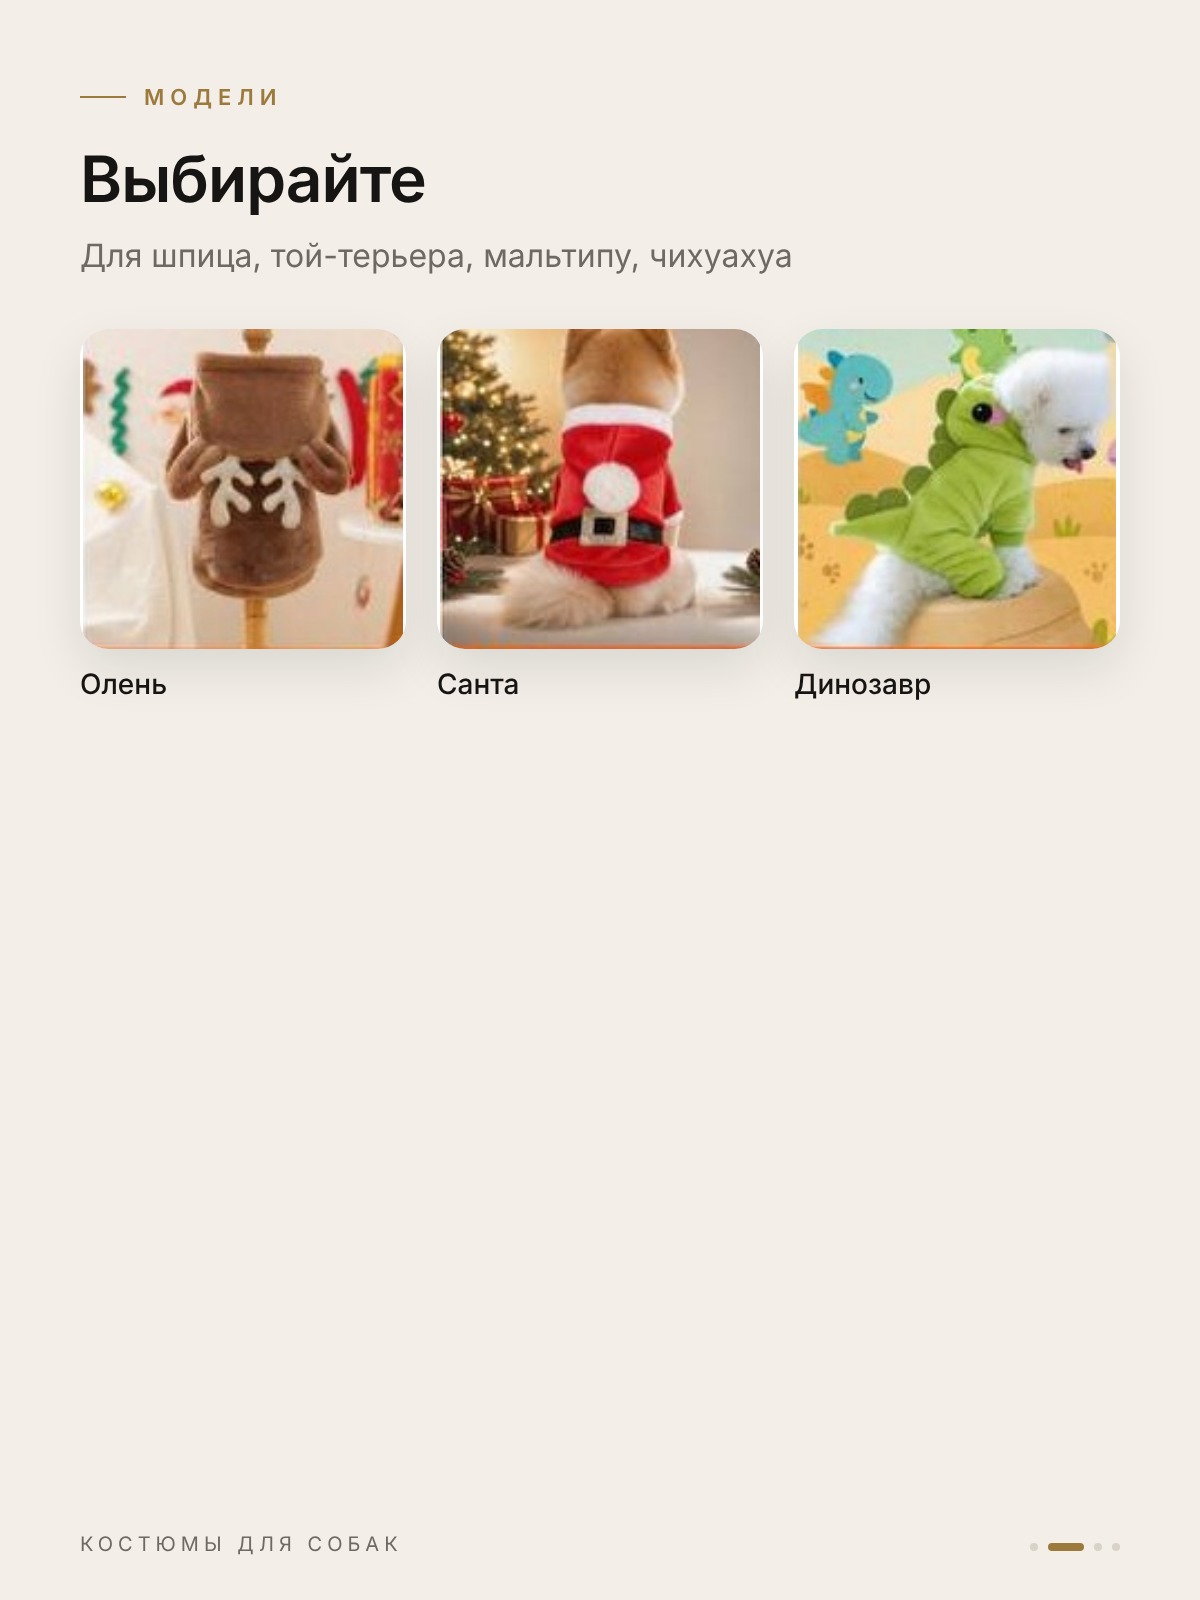 МОДЕЛИ
Выбирайте
Для шпица, той-терьера, мальтипу, чихуахуа
Олень
Санта
Динозавр
КОСТЮМЫ ДЛЯ СОБАК